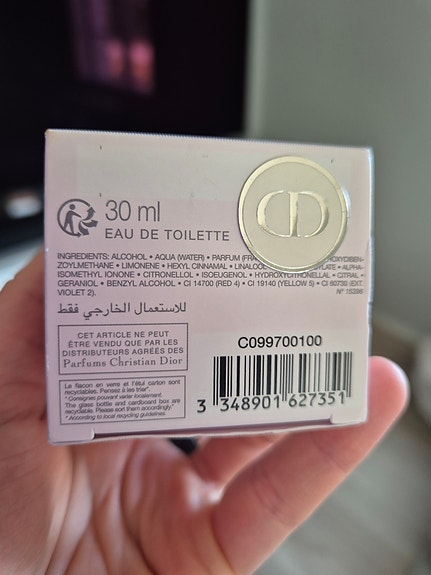 30 ml
EAU DE TOILETTE
INGREDIENTS: ALCOHOL • AQUA (WATER) • PARFUM
ZOYLMETHANE • LIMONENE • HEXYL CINNAMAL • • ALPHA-
ISOMETHYL IONONE • CITRONELLOL • ISOEUGENOL • HYDROXYCITRONELLAL • CITRAL •
GERANIOL • BENZYL ALCOHOL • CI 14700 (RED 4) • CI 19140 (YELLOW 5) • CI 60730 (EXT.
VIOLET 2).
N° 15296
للاستعمال الخارجي فقط
CET ARTICLE NE PEUT
ÊTRE VENDU QUE PAR LES
DISTRIBUTEURS AGRÉÉS DES
Parfums Christian Dior
Le flacon en verre et l'étui carton sont
recyclables. Pensez à les trier*
* Consignes pouvant varier localement.
The glass bottle and cardboard box are
recyclable. Please sort them accordingly.*
* According to local recycling guidelines.
CD
C099700100
3 348901 627351